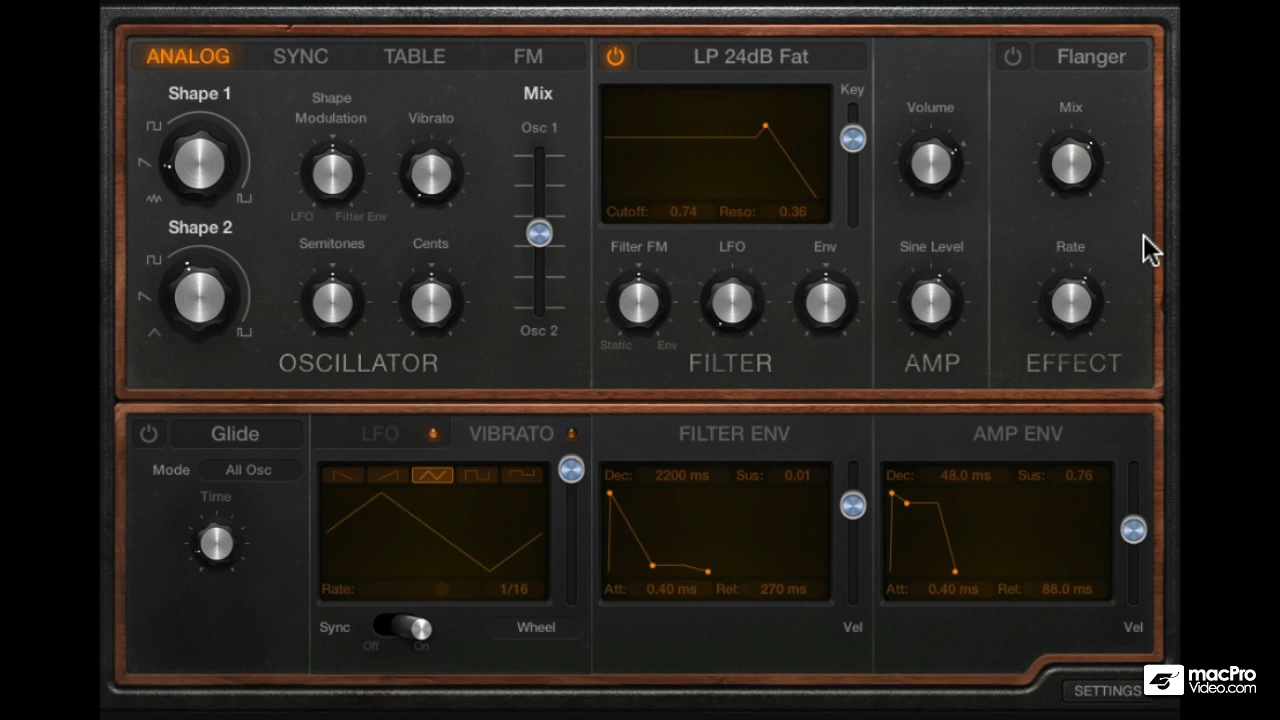 ANALOG SYNC TABLE FM
Shape 1
Shape Modulation
Vibrato
Mix
Osc 1
LFO Filter Env
Shape 2
Semitones
Cents
Osc 2
OSCILLATOR
LP 24dB Fat
Key
Cutoff: 0.74 Reso: 0.36
Filter FM
LFO
Env
Static Env
FILTER
Volume
Sine Level
AMP
Flanger
Mix
Rate
EFFECT
Glide
Mode All Osc
Time
LFO VIBRATO
Rate: 1/16
Sync
Off On
Wheel
FILTER ENV
Dec: 2200 ms Sus: 0.01
Att: 0.40 ms Rel: 270 ms
Vel
AMP ENV
Dec: 48.0 ms Sus: 0.76
Att: 0.40 ms Rel: 88.0 ms
Vel
SETTINGS
macPro
Video.com